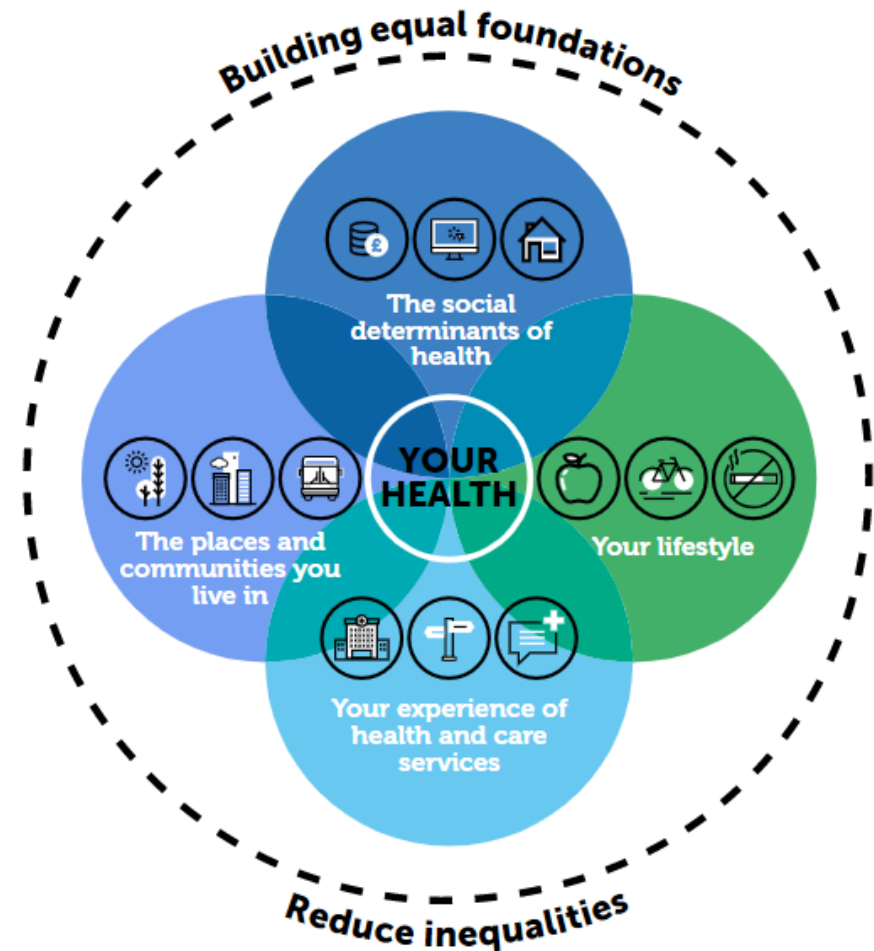 Building equal foundations
£
The social
determinants of
health
YOUR
HEALTH
The places and
communities you
live in
Your lifestyle
Your experience of
health and care
services
Reduce inequalities